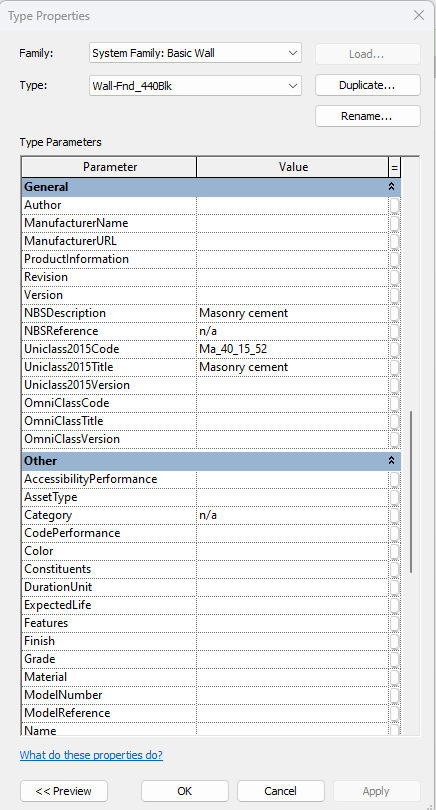 Type Properties
Family: System Family: Basic Wall Load...
Type: Wall-Fnd_440Blk Duplicate...
Rename...
Type Parameters
Parameter Value =
General
Author
ManufacturerName
ManufacturerURL
ProductInformation
Revision
Version
NBSDescription Masonry cement
NBSReference n/a
Uniclass2015Code Ma_40_15_52
Uniclass2015Title Masonry cement
Uniclass2015Version
OmniClassCode
OmniClassTitle
OmniClassVersion
Other
AccessibilityPerformance
AssetType
Category n/a
CodePerformance
Color
Constituents
DurationUnit
ExpectedLife
Features
Finish
Grade
Material
ModelNumber
ModelReference
Name
What do these properties do?
<< Preview OK Cancel Apply